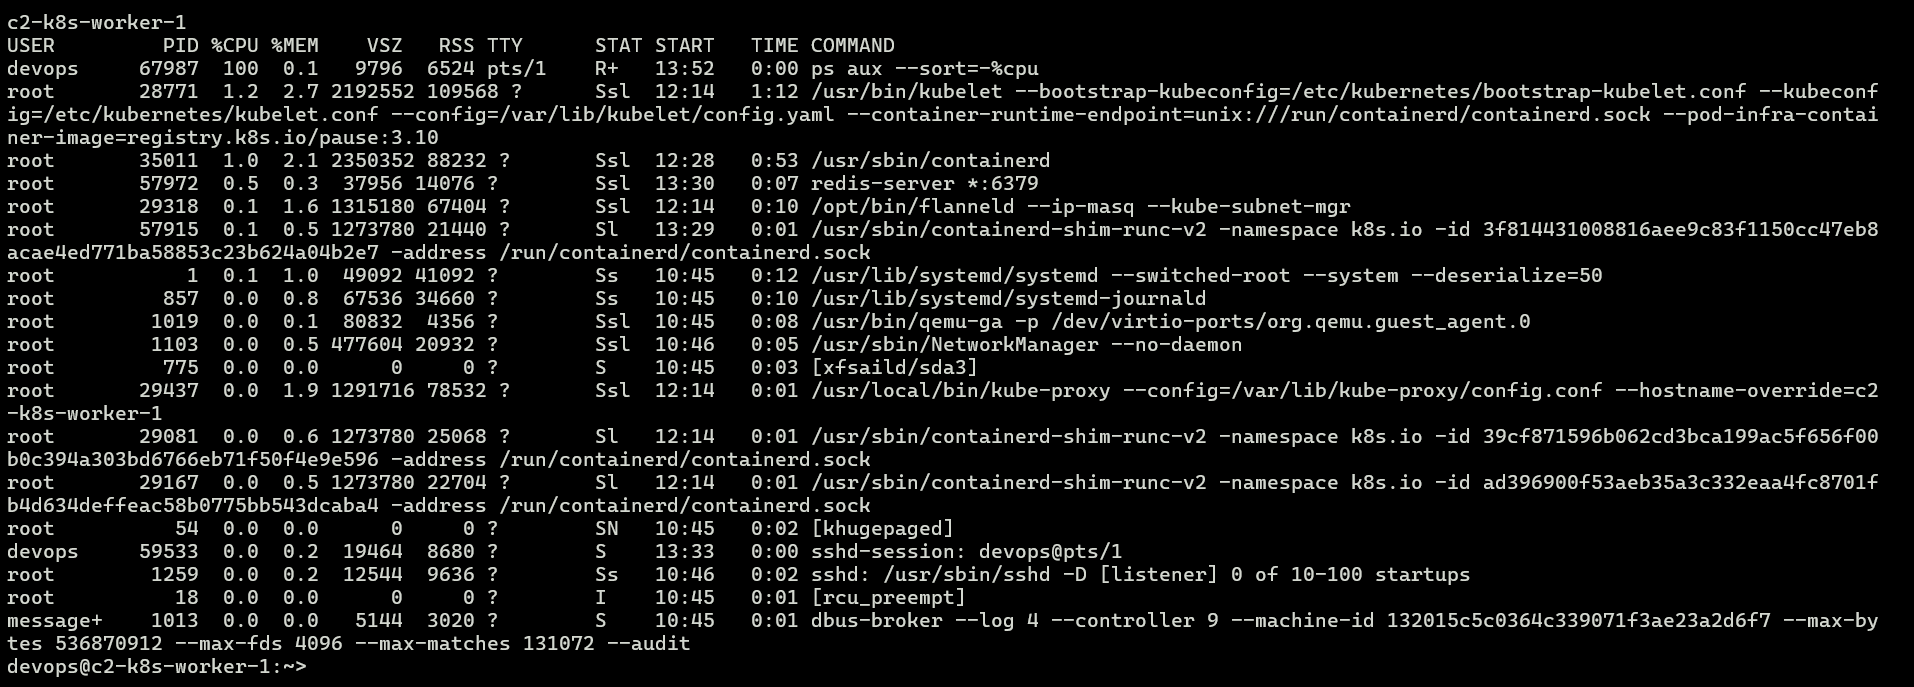 c2-k8s-worker-1
USER         PID %CPU %MEM    VSZ   RSS TTY      STAT START   TIME COMMAND
devops     67987  100  0.1   9796  6524 pts/1    R+   13:52   0:00 ps aux --sort=-%cpu
root       28771  1.2  2.7 2192552 109568 ?      Ssl  12:14   1:12 /usr/bin/kubelet --bootstrap-kubeconfig=/etc/kubernetes/bootstrap-kubelet.conf --kubeconf
ig=/etc/kubernetes/kubelet.conf --config=/var/lib/kubelet/config.yaml --container-runtime-endpoint=unix:///run/containerd/containerd.sock --pod-infra-contai
ner-image=registry.k8s.io/pause:3.10
root       35011  1.0  2.1 2350352 88232 ?       Ssl  12:28   0:53 /usr/sbin/containerd
root       57972  0.5  0.3  37956 14076 ?        Ssl  13:30   0:07 redis-server *:6379
root       29318  0.1  1.6 1315180 67404 ?       Ssl  12:14   0:10 /opt/bin/flanneld --ip-masq --kube-subnet-mgr
root       57915  0.1  0.5 1273780 21440 ?       Sl   13:29   0:01 /usr/sbin/containerd-shim-runc-v2 -namespace k8s.io -id 3f814431008816aee9c83f1150cc47eb8
acae4ed771ba58853c23b624a04b2e7 -address /run/containerd/containerd.sock
root           1  0.1  1.0  49092 41092 ?        Ss   10:45   0:12 /usr/lib/systemd/systemd --switched-root --system --deserialize=50
root         857  0.0  0.8  67536 34660 ?        Ss   10:45   0:10 /usr/lib/systemd/systemd-journald
root        1019  0.0  0.1  80832  4356 ?        Ssl  10:45   0:08 /usr/bin/qemu-ga -p /dev/virtio-ports/org.qemu.guest_agent.0
root        1103  0.0  0.5 477604 20932 ?        Ssl  10:46   0:05 /usr/sbin/NetworkManager --no-daemon
root         775  0.0  0.0      0     0 ?        S    10:45   0:03 [xfsaild/sda3]
root       29437  0.0  1.9 1291716 78532 ?       Ssl  12:14   0:01 /usr/local/bin/kube-proxy --config=/var/lib/kube-proxy/config.conf --hostname-override=c2
-k8s-worker-1
root       29081  0.0  0.6 1273780 25068 ?       Sl   12:14   0:01 /usr/sbin/containerd-shim-runc-v2 -namespace k8s.io -id 39cf871596b062cd3bca199ac5f656f00
b0c394a303bd6766eb71f50f4e9e596 -address /run/containerd/containerd.sock
root       29167  0.0  0.5 1273780 22704 ?       Sl   12:14   0:01 /usr/sbin/containerd-shim-runc-v2 -namespace k8s.io -id ad396900f53aeb35a3c332eaa4fc8701f
b4d634deffeac58b0775bb543dcaba4 -address /run/containerd/containerd.sock
root          54  0.0  0.0      0     0 ?        SN   10:45   0:02 [khugepaged]
devops     59533  0.0  0.2  19464  8680 ?        S    13:33   0:00 sshd-session: devops@pts/1
root        1259  0.0  0.2  12544  9636 ?        Ss   10:46   0:02 sshd: /usr/sbin/sshd -D [listener] 0 of 10-100 startups
root          18  0.0  0.0      0     0 ?        I    10:45   0:01 [rcu_preempt]
message+    1013  0.0  0.0   5144  3020 ?        S    10:45   0:01 dbus-broker --log 4 --controller 9 --machine-id 132015c5c0364c339071f3ae23a2d6f7 --max-by
tes 536870912 --max-fds 4096 --max-matches 131072 --audit
devops@c2-k8s-worker-1:~>